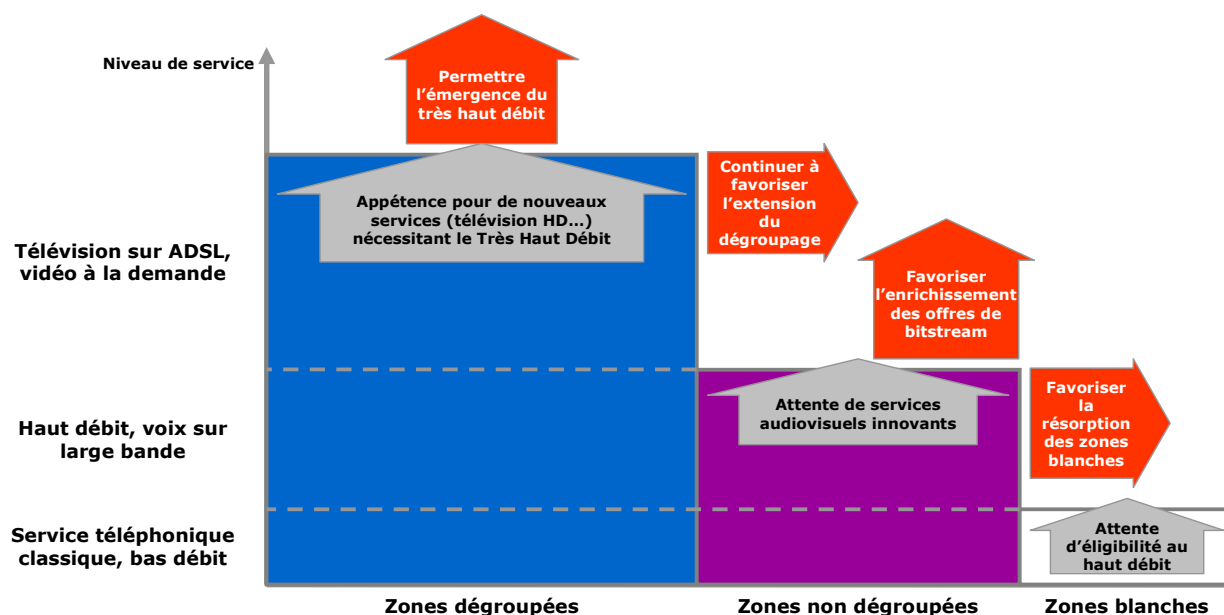 Niveau de service
Permettre
l'émergence du
très haut débit
Appétence pour de nouveaux
services (télévision HD...)
nécessitant le Très Haut Débit
Continuer à
favoriser
l'extension
du
dégroupage
Télévision sur ADSL,
vidéo à la demande
Favoriser
l'enrichissement
des offres de
bitstream
Haut débit, voix sur
large bande
Attente de services
audiovisuels innovants
Favoriser
la
résorption
des zones
blanches
Service téléphonique
classique, bas débit
Attente
d'éligibilité au
haut débit
Zones dégroupées
Zones non dégroupées
Zones blanches